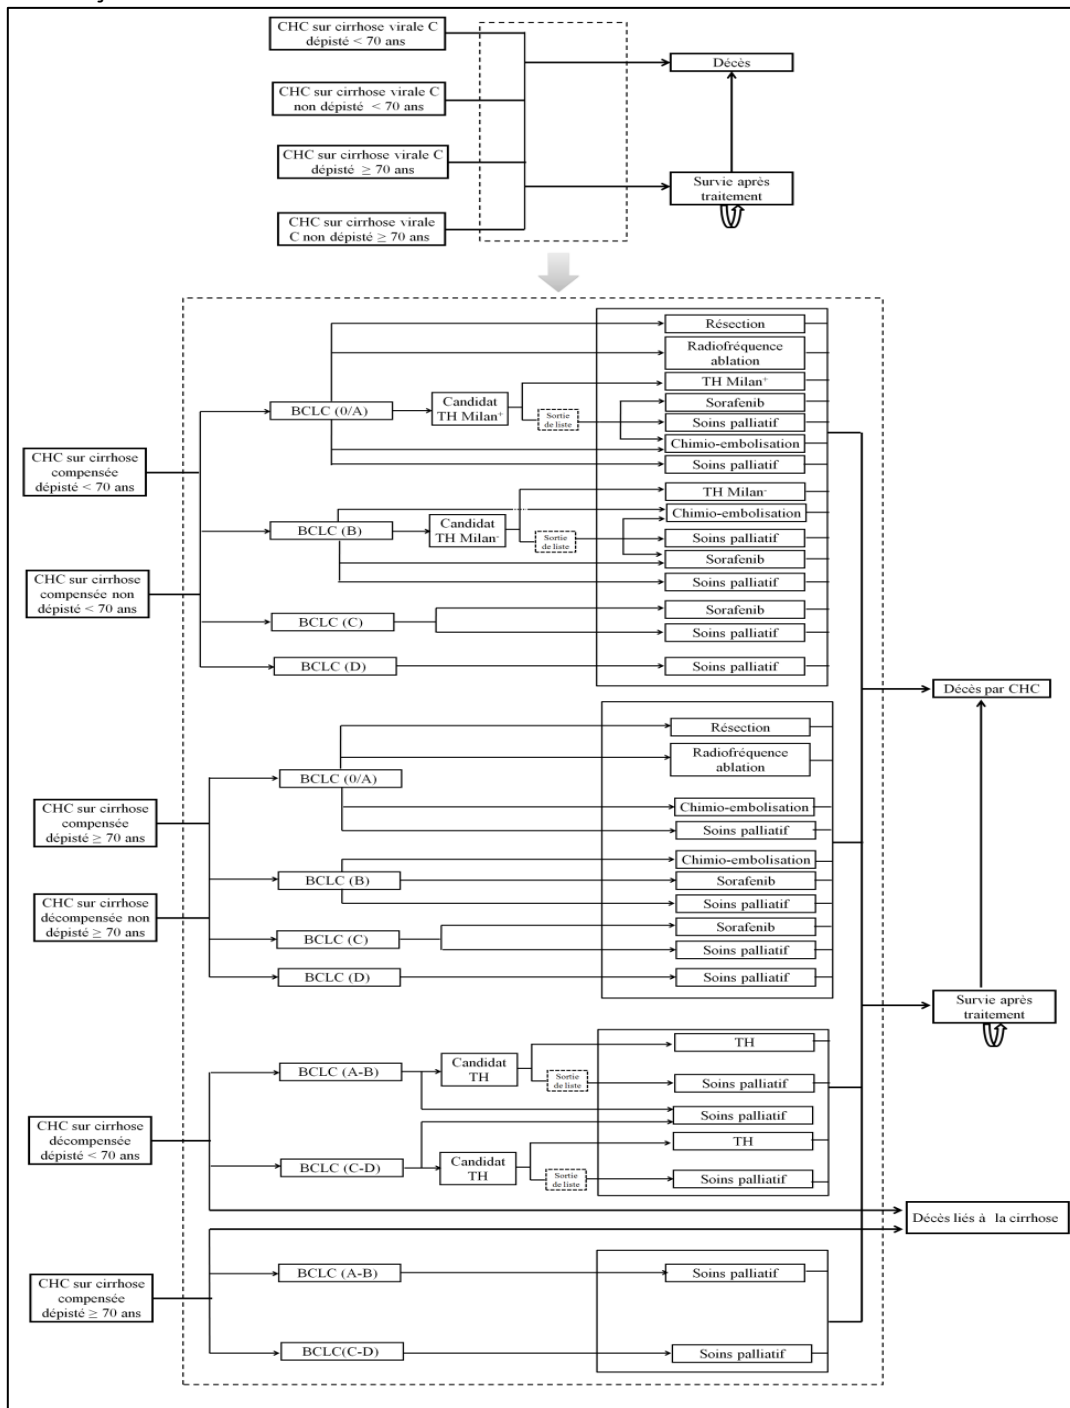 CHC sur cirrhose virale C
dépisté < 70 ans
CHC sur cirrhose virale C
non dépisté < 70 ans
CHC sur cirrhose virale C
dépisté ≥ 70 ans
CHC sur cirrhose virale
C non dépisté ≥ 70 ans
Décès
Survie après
traitement
CHC sur cirrhose
compensée
dépisté < 70 ans
CHC sur cirrhose
compensée non
dépisté < 70 ans
BCLC (0/A)
Candidat
TH Milan⁺
Sortie
de liste
Résection
Radiofréquence
ablation
TH Milan⁺
Sorafenib
Soins palliatif
Chimio-embolisation
Soins palliatif
BCLC (B)
Candidat
TH Milan⁻
Sortie
de liste
TH Milan⁻
Chimio-embolisation
Soins palliatif
Sorafenib
Soins palliatif
BCLC (C)
Sorafenib
Soins palliatif
BCLC (D)
Soins palliatif
Décès par CHC
CHC sur cirrhose
compensée
dépisté ≥ 70 ans
CHC sur cirrhose
décompensée non
dépisté ≥ 70 ans
BCLC (0/A)
Résection
Radiofréquence
ablation
Chimio-embolisation
Soins palliatif
BCLC (B)
Chimio-embolisation
Sorafenib
Soins palliatif
BCLC (C)
Sorafenib
Soins palliatif
BCLC (D)
Soins palliatif
Survie après
traitement
CHC sur cirrhose
décompensée
dépisté < 70 ans
BCLC (A-B)
Candidat
TH
Sortie
de liste
TH
Soins palliatif
Soins palliatif
BCLC (C-D)
Candidat
TH
Sortie
de liste
TH
Soins palliatif
Décès liés à la cirrhose
CHC sur cirrhose
compensée
dépisté ≥ 70 ans
BCLC (A-B)
Soins palliatif
BCLC(C-D)
Soins palliatif